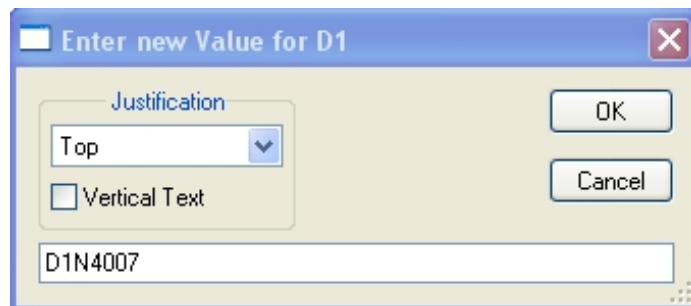 Enter new Value for D1
Justification
Top
Vertical Text
OK
Cancel
D1N4007